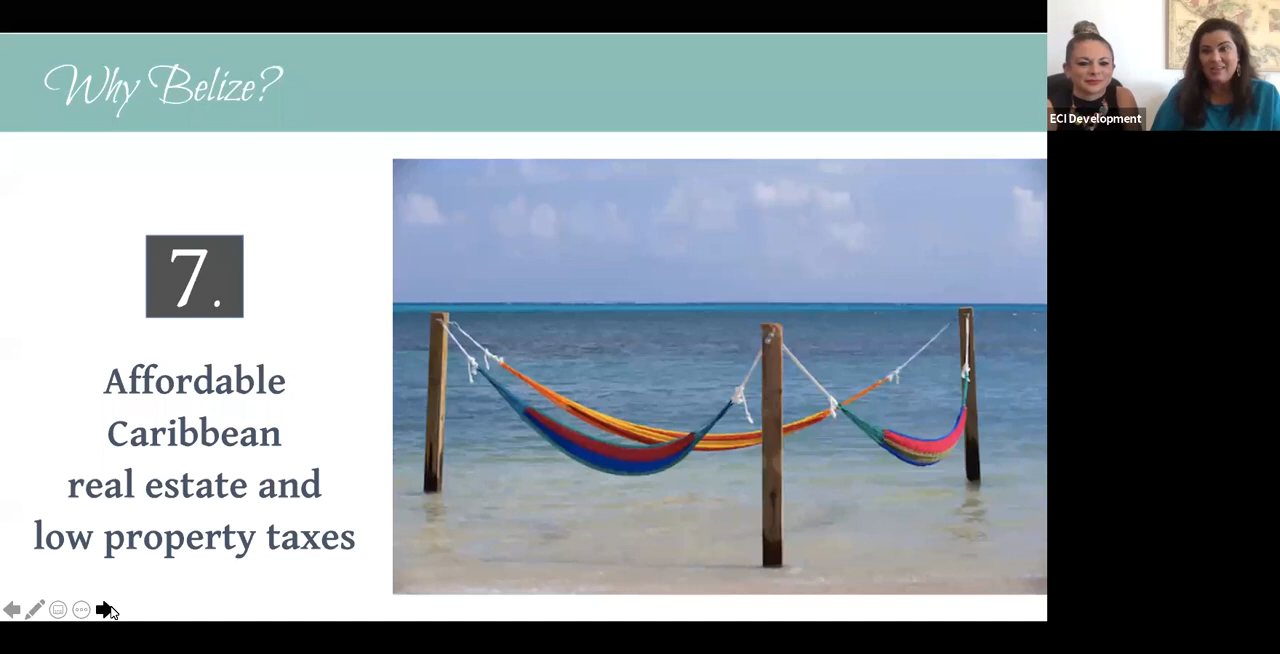 Why Belize?
ECI Development
7.
Affordable
Caribbean
real estate and
low property taxes